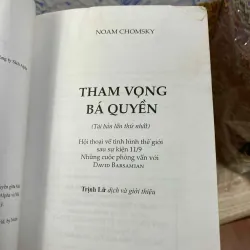 NOAM CHOMSKY
THAM VỌNG
BÁ QUYỀN
(Tái bản lần thứ nhất)
Hội thoại về tình hình thế giới
sau sự kiện 11/9
Những cuộc phỏng vấn với
DAVID BARSAMIAN
Trịnh Lữ dịch và giới thiệu